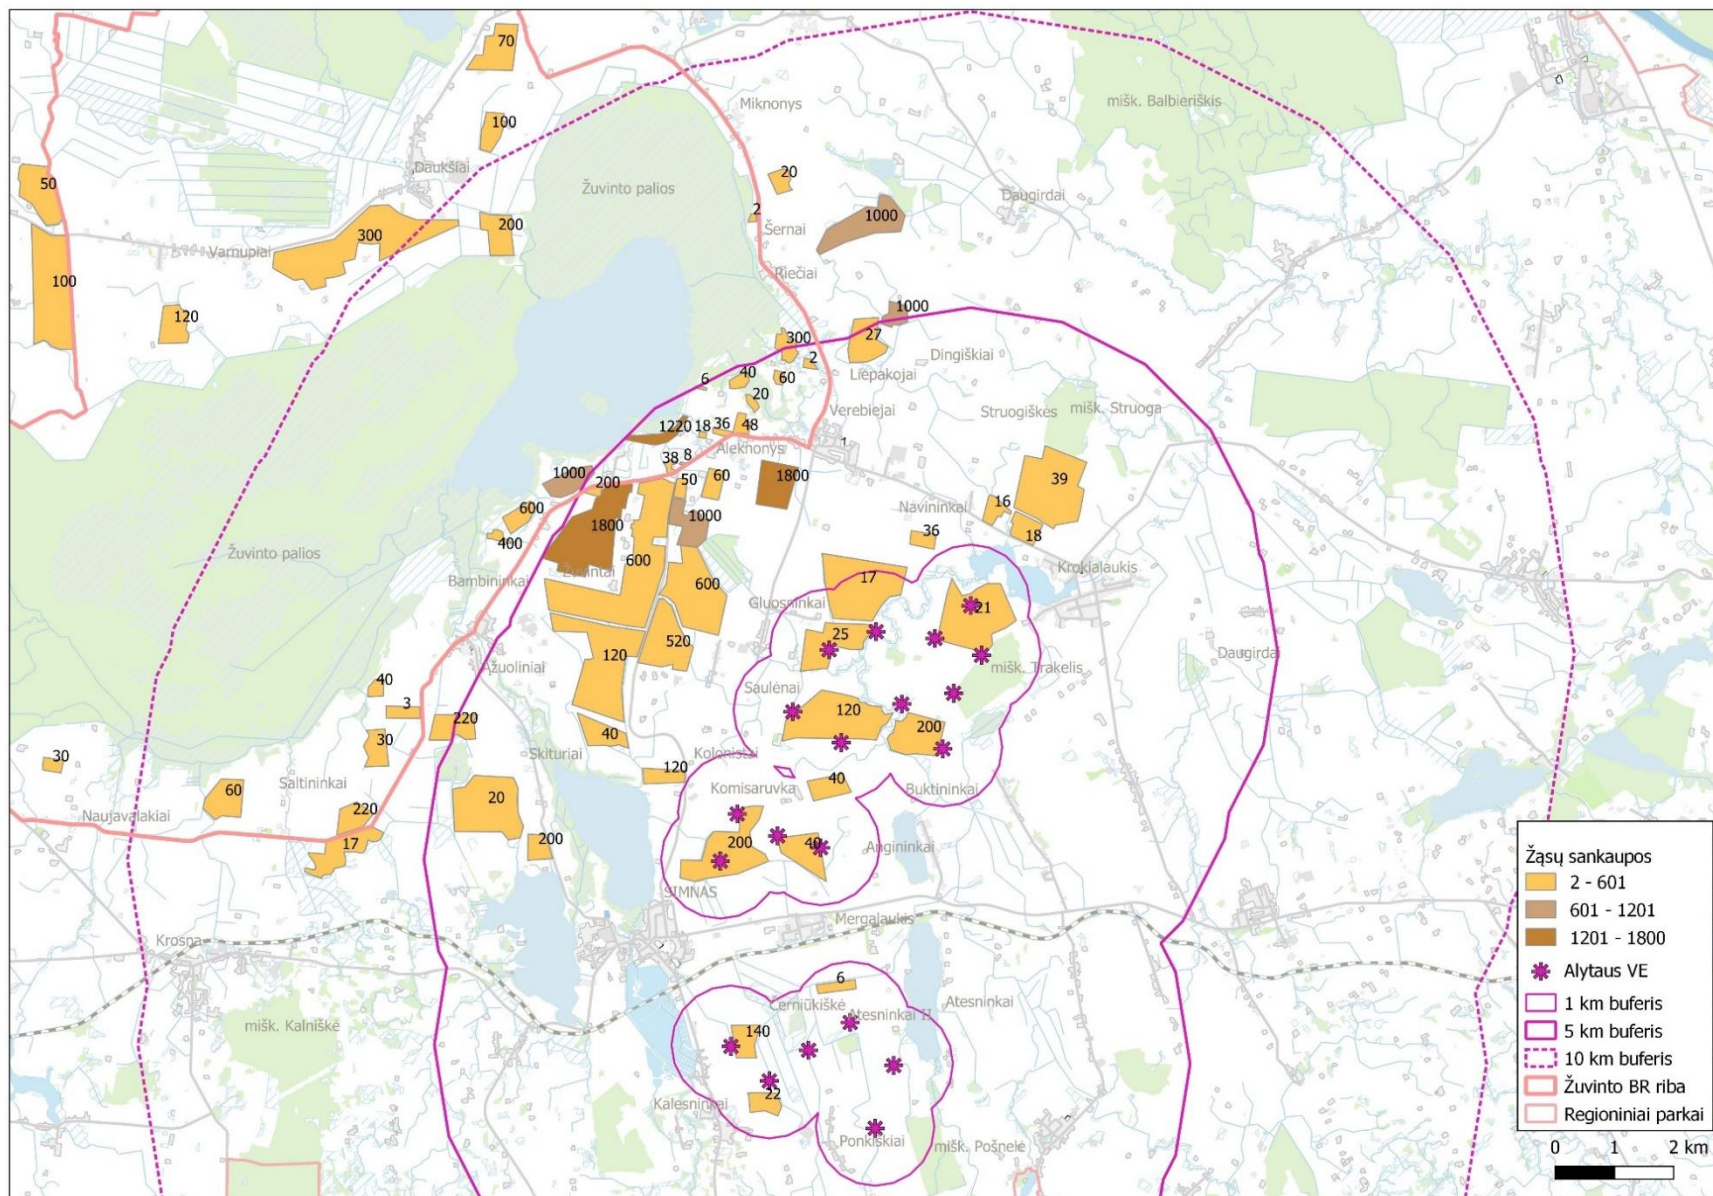 70
Miknonys
mišk. Balbieriškis
100
Daukšiai
20
50
Žuvinto palios
Daugirdai
2
1000
200
300
Šernai
Varnupiai
Riečiai
100
120
1000
300
27
2
Dingiškiai
6
40
60
Liepakojai
20
Struogiškės
mišk. Struoga
Verebiejai
1220
18
36
48
Aleknonys
38
8
1000
200
50
60
1800
39
600
1800
1000
Navininkai
16
36
18
400
Žuvinto palios
600
Žuvintai
Bambininkai
600
17
Krokialaukis
Gluosninkai
21
25
520
120
Ąžuoliniai
mišk. Trakelis
Daugirdai
40
Saulėnai
3
220
120
200
30
40
Skituriai
Kolonistai
30
120
Saltininkai
40
60
20
Komisaruvka
Buktininkai
220
Naujavalakiai
17
200
200
40
Angininkai
SIMNAS
Mergalaukis
Krosna
6
Černiūkiškė
Atesninkai
Atesninkai II
mišk. Kalniškė
140
22
Kalesninkai
Ponkiškiai
mišk. Pošnelė
Žąsų sankaupos
2 - 601
601 - 1201
1201 - 1800
Alytaus VE
1 km buferis
5 km buferis
10 km buferis
Žuvinto BR riba
Regioniniai parkai
0 1 2 km